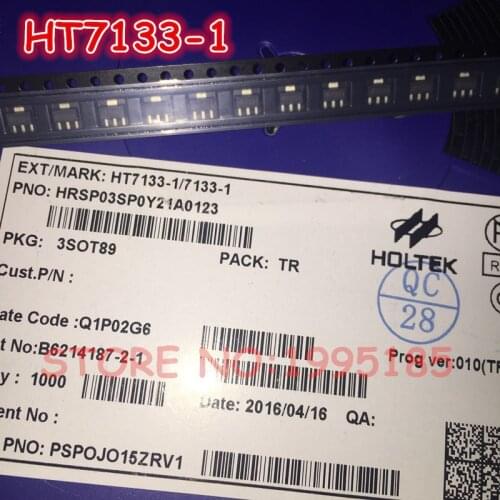 HT7133-1
EXT/MARK: HT7133-1/7133-1
PNO: HRSP03SP0Y21A0123
PKG: 3SOT89
PACK: TR
HOLTEK
Cust.P/N :
QC
28
ate Code :Q1P02G6
t No:B6214187-2-1
Prog ver:010(TF
STORE NO:1995185
y : 1000
Date: 2016/04/16
QA:
ent No :
PNO: PSPOJO15ZRV1